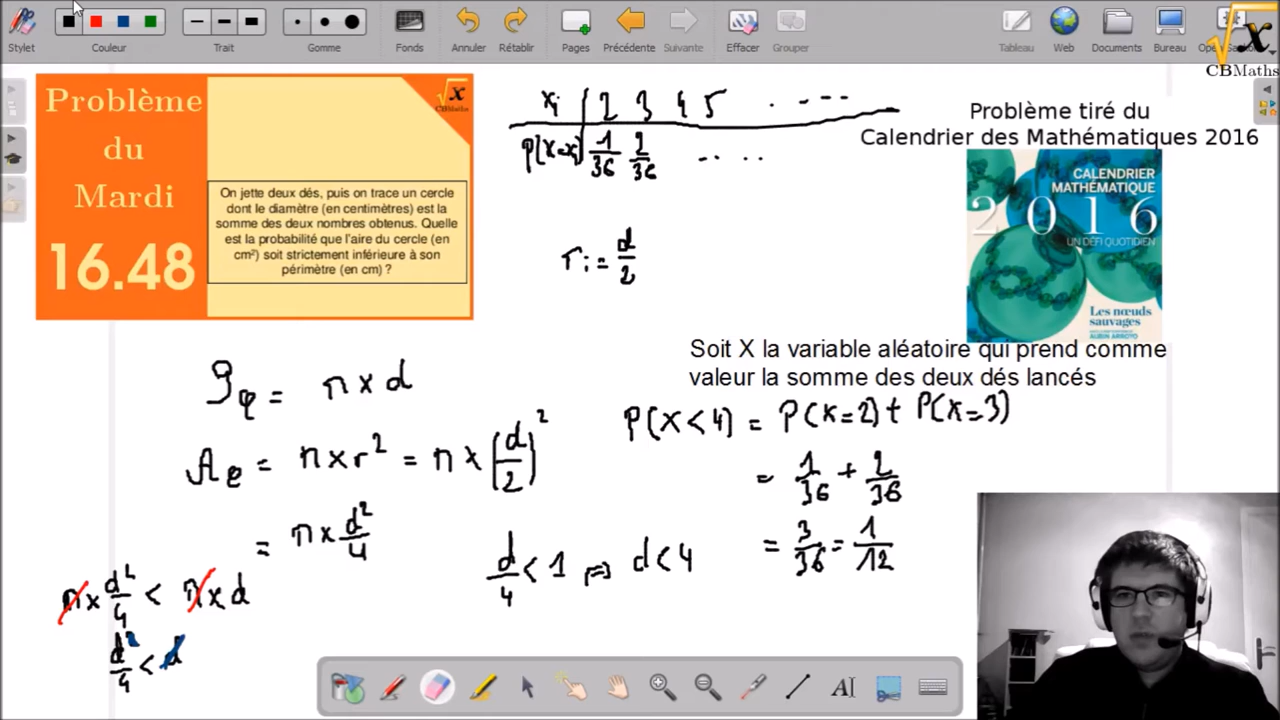 Stylet Couleur Trait Gomme Fonds Annuler Rétablir Pages Précédente Suivante Effacer Grouper Tableau Web Documents Bureau
√x
CBMaths
Problème
du
Mardi
16.48
√x
CBMaths
On jette deux dés, puis on trace un cercle
dont le diamètre (en centimètres) est la
somme des deux nombres obtenus. Quelle
est la probabilité que l'aire du cercle (en
cm²) soit strictement inférieure à son
périmètre (en cm) ?
xi 2 3 4 5 . - - -
P(X=xi) 1/36 2/36 .. ..
ri = d/2
Problème tiré du
Calendrier des Mathématiques 2016
CALENDRIER
MATHÉMATIQUE
2016
UN DÉFI QUOTIDIEN
Les nœuds
sauvages
Soit X la variable aléatoire qui prend comme
valeur la somme des deux dés lancés
= π × d
= π × r² = π × (d/2)²
= π × d²/4
π × d²/4 < π × d
d²/4 < d
d/4 < 1 ⇔ d < 4
P(X < 4) = P(X=2) + P(X=3)
= 1/36 + 2/36
= 3/36 = 1/12
AI